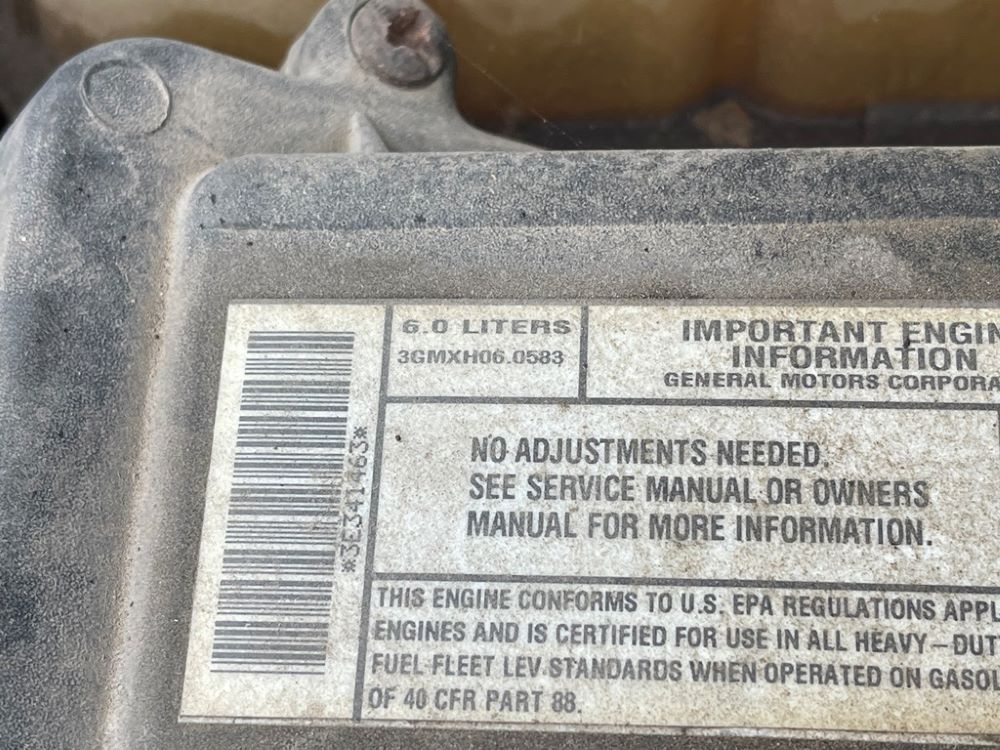 6.0 LITERS
3GMXH06.0583
IMPORTANT ENGIN
INFORMATION
GENERAL MOTORS CORPORA
*3E341463*
NO ADJUSTMENTS NEEDED.
SEE SERVICE MANUAL OR OWNERS
MANUAL FOR MORE INFORMATION.
THIS ENGINE CONFORMS TO U.S. EPA REGULATIONS APPL
ENGINES AND IS CERTIFIED FOR USE IN ALL HEAVY-DUT
FUEL FLEET LEV STANDARDS WHEN OPERATED ON GASOL
OF 40 CFR PART 88.